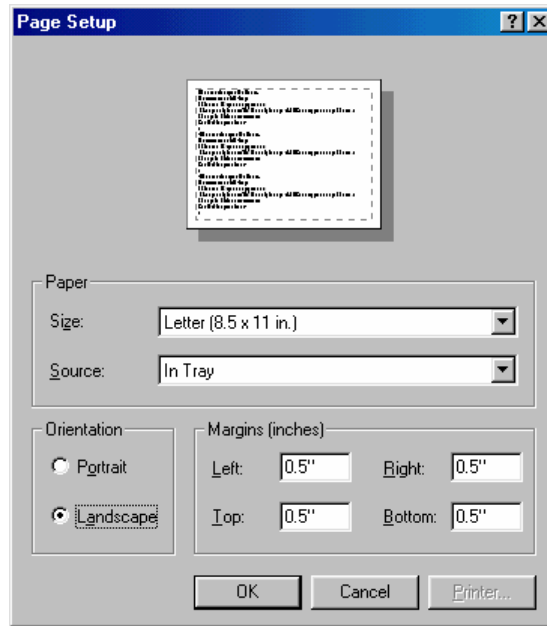 Page Setup
Paper
Size: Letter (8.5 x 11 in.)
Source: In Tray
Orientation Margins (inches)
Portrait Left: 0.5" Right: 0.5"
Landscape Top: 0.5" Bottom: 0.5"
OK Cancel Printer...